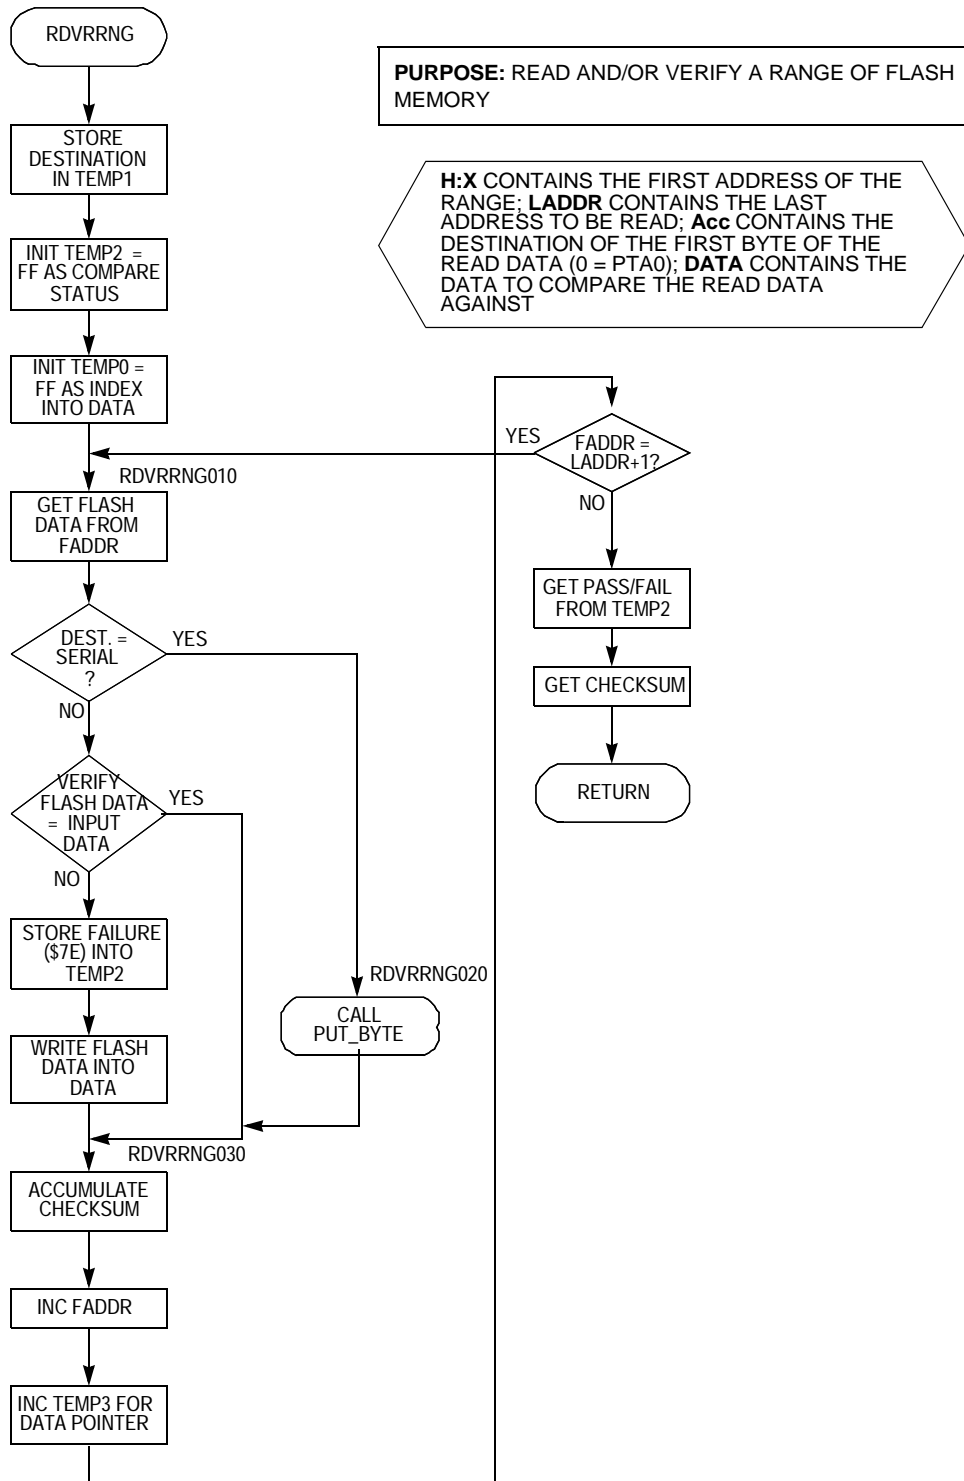 RDVRRNG
PURPOSE: READ AND/OR VERIFY A RANGE OF FLASH
MEMORY
STORE
DESTINATION
IN TEMP1
H:X CONTAINS THE FIRST ADDRESS OF THE
RANGE; LADDR CONTAINS THE LAST
ADDRESS TO BE READ; Acc CONTAINS THE
DESTINATION OF THE FIRST BYTE OF THE
READ DATA (0 = PTA0); DATA CONTAINS THE
DATA TO COMPARE THE READ DATA
AGAINST
INIT TEMP2 =
FF AS COMPARE
STATUS
INIT TEMP0 =
FF AS INDEX
INTO DATA
RDVRRNG010
GET FLASH
DATA FROM
FADDR
DEST. =
SERIAL
?
YES
NO
VERIFY
FLASH DATA
= INPUT
DATA
YES
NO
STORE FAILURE
($7E) INTO
TEMP2
WRITE FLASH
DATA INTO
DATA
RDVRRNG020
CALL
PUT_BYTE
RDVRRNG030
ACCUMULATE
CHECKSUM
INC FADDR
INC TEMP3 FOR
DATA POINTER
FADDR =
LADDR+1?
YES
NO
GET PASS/FAIL
FROM TEMP2
GET CHECKSUM
RETURN